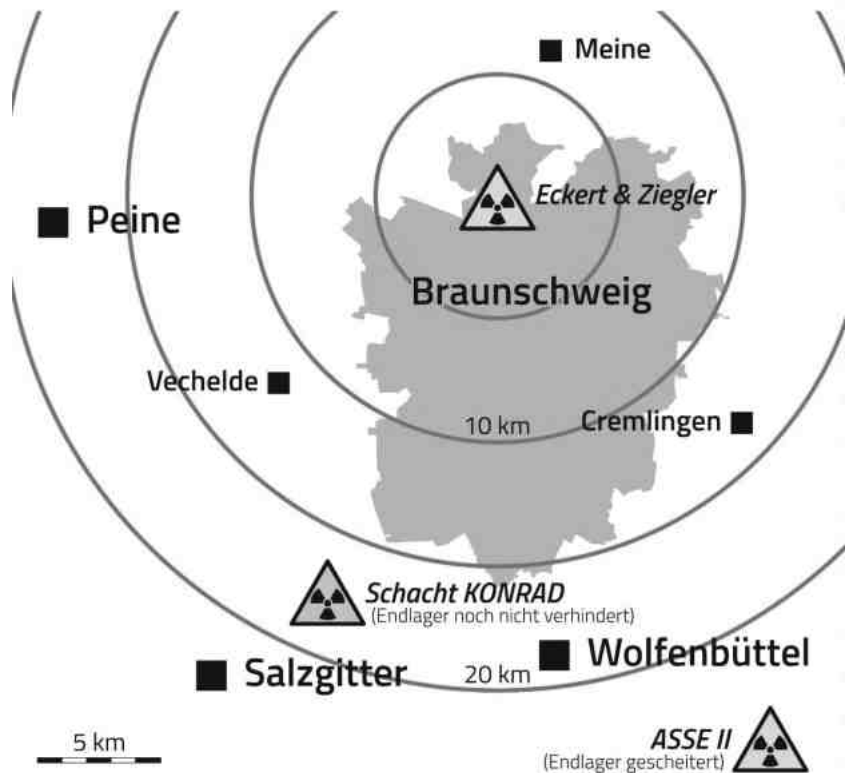 Meine
Eckert & Ziegler
Peine
Braunschweig
Vechelde
10 km
Cremlingen
Schacht KONRAD
(Endlager noch nicht verhindert)
Wolfenbüttel
Salzgitter
20 km
5 km
ASSE II
(Endlager gescheitert)